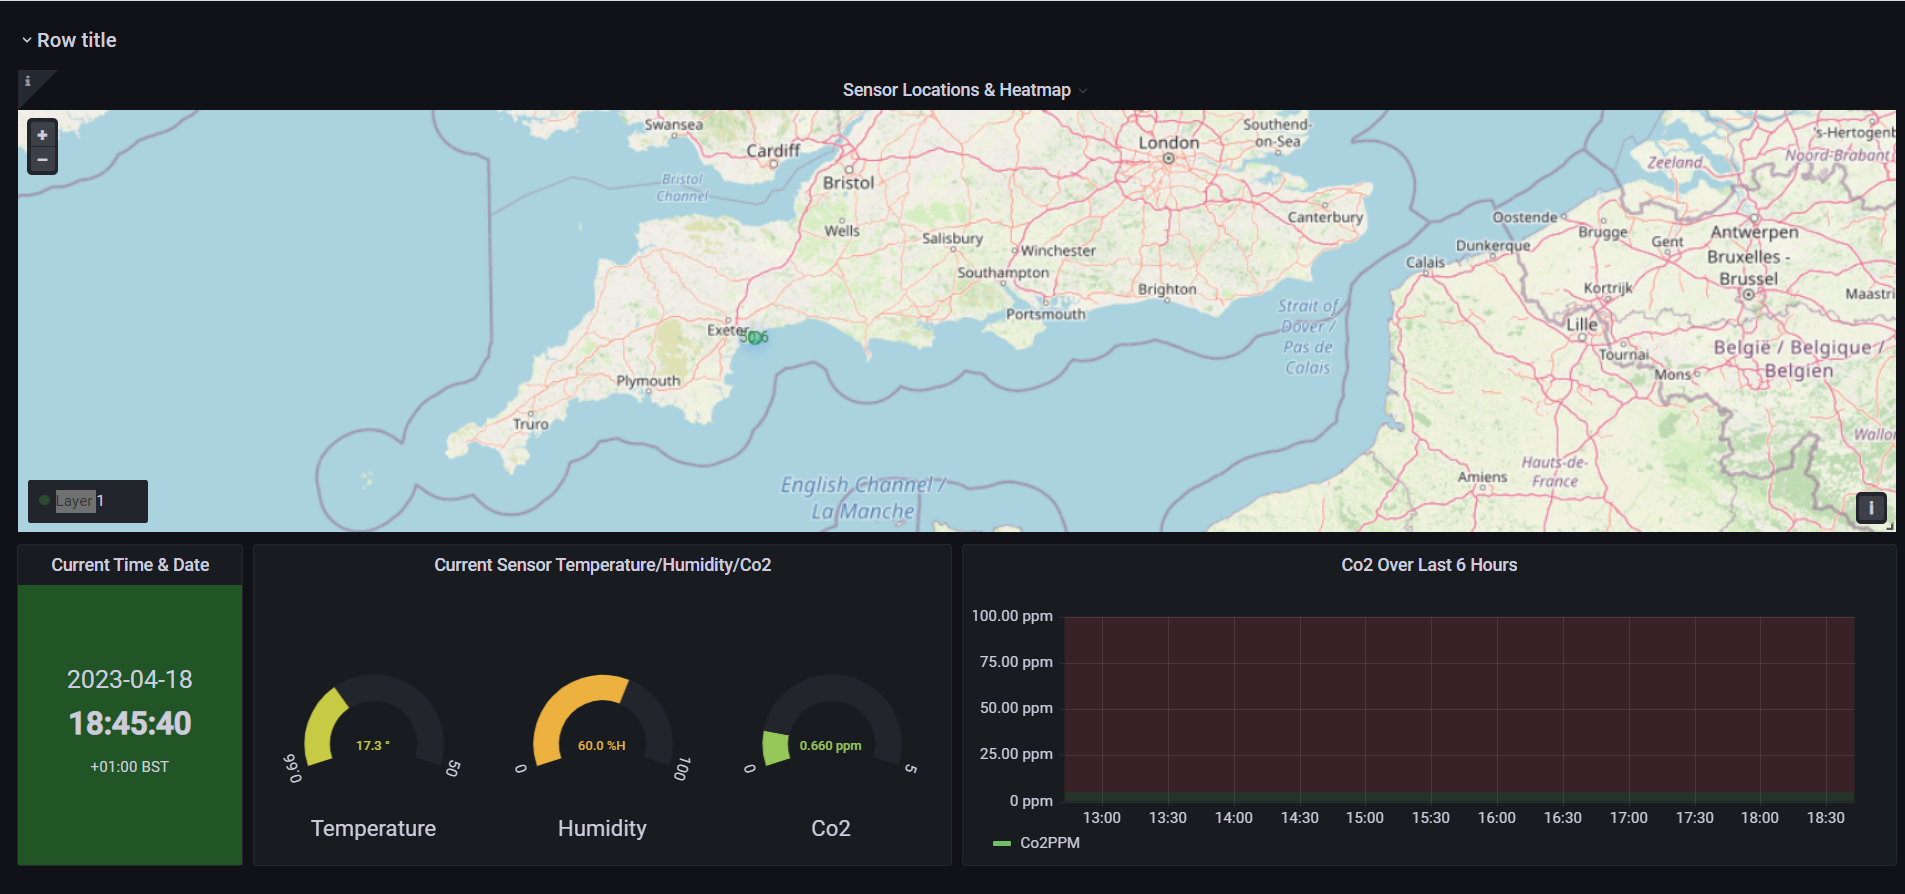 Row title
i
Sensor Locations & Heatmap
+
−
Swansea
Cardiff
Bristol
Bristol
Channel
Wells
Salisbury
Winchester
Southampton
Portsmouth
Brighton
London
Southend-
on-Sea
Canterbury
Exeter
50.6
Plymouth
Truro
English Channel /
La Manche
Strait of
Dover /
Pas de
Calais
Calais
Dunkerque
Oostende
Brugge
Gent
Zeeland
Noord-Brabant
Antwerpen
Bruxelles -
Brussel
Kortrijk
Lille
Tournai
Mons
België / Belgique /
Belgien
Amiens
Hauts-de-
France
Layer 1
i
Current Time & Date
2023-04-18
18:45:40
+01:00 BST
Current Sensor Temperature/Humidity/Co2
17.3 °
0.66
50
Temperature
60.0 %H
0
100
Humidity
0.660 ppm
0
5
Co2
Co2 Over Last 6 Hours
100.00 ppm
75.00 ppm
50.00 ppm
25.00 ppm
0 ppm
13:00 13:30 14:00 14:30 15:00 15:30 16:00 16:30 17:00 17:30 18:00 18:30
Co2PPM